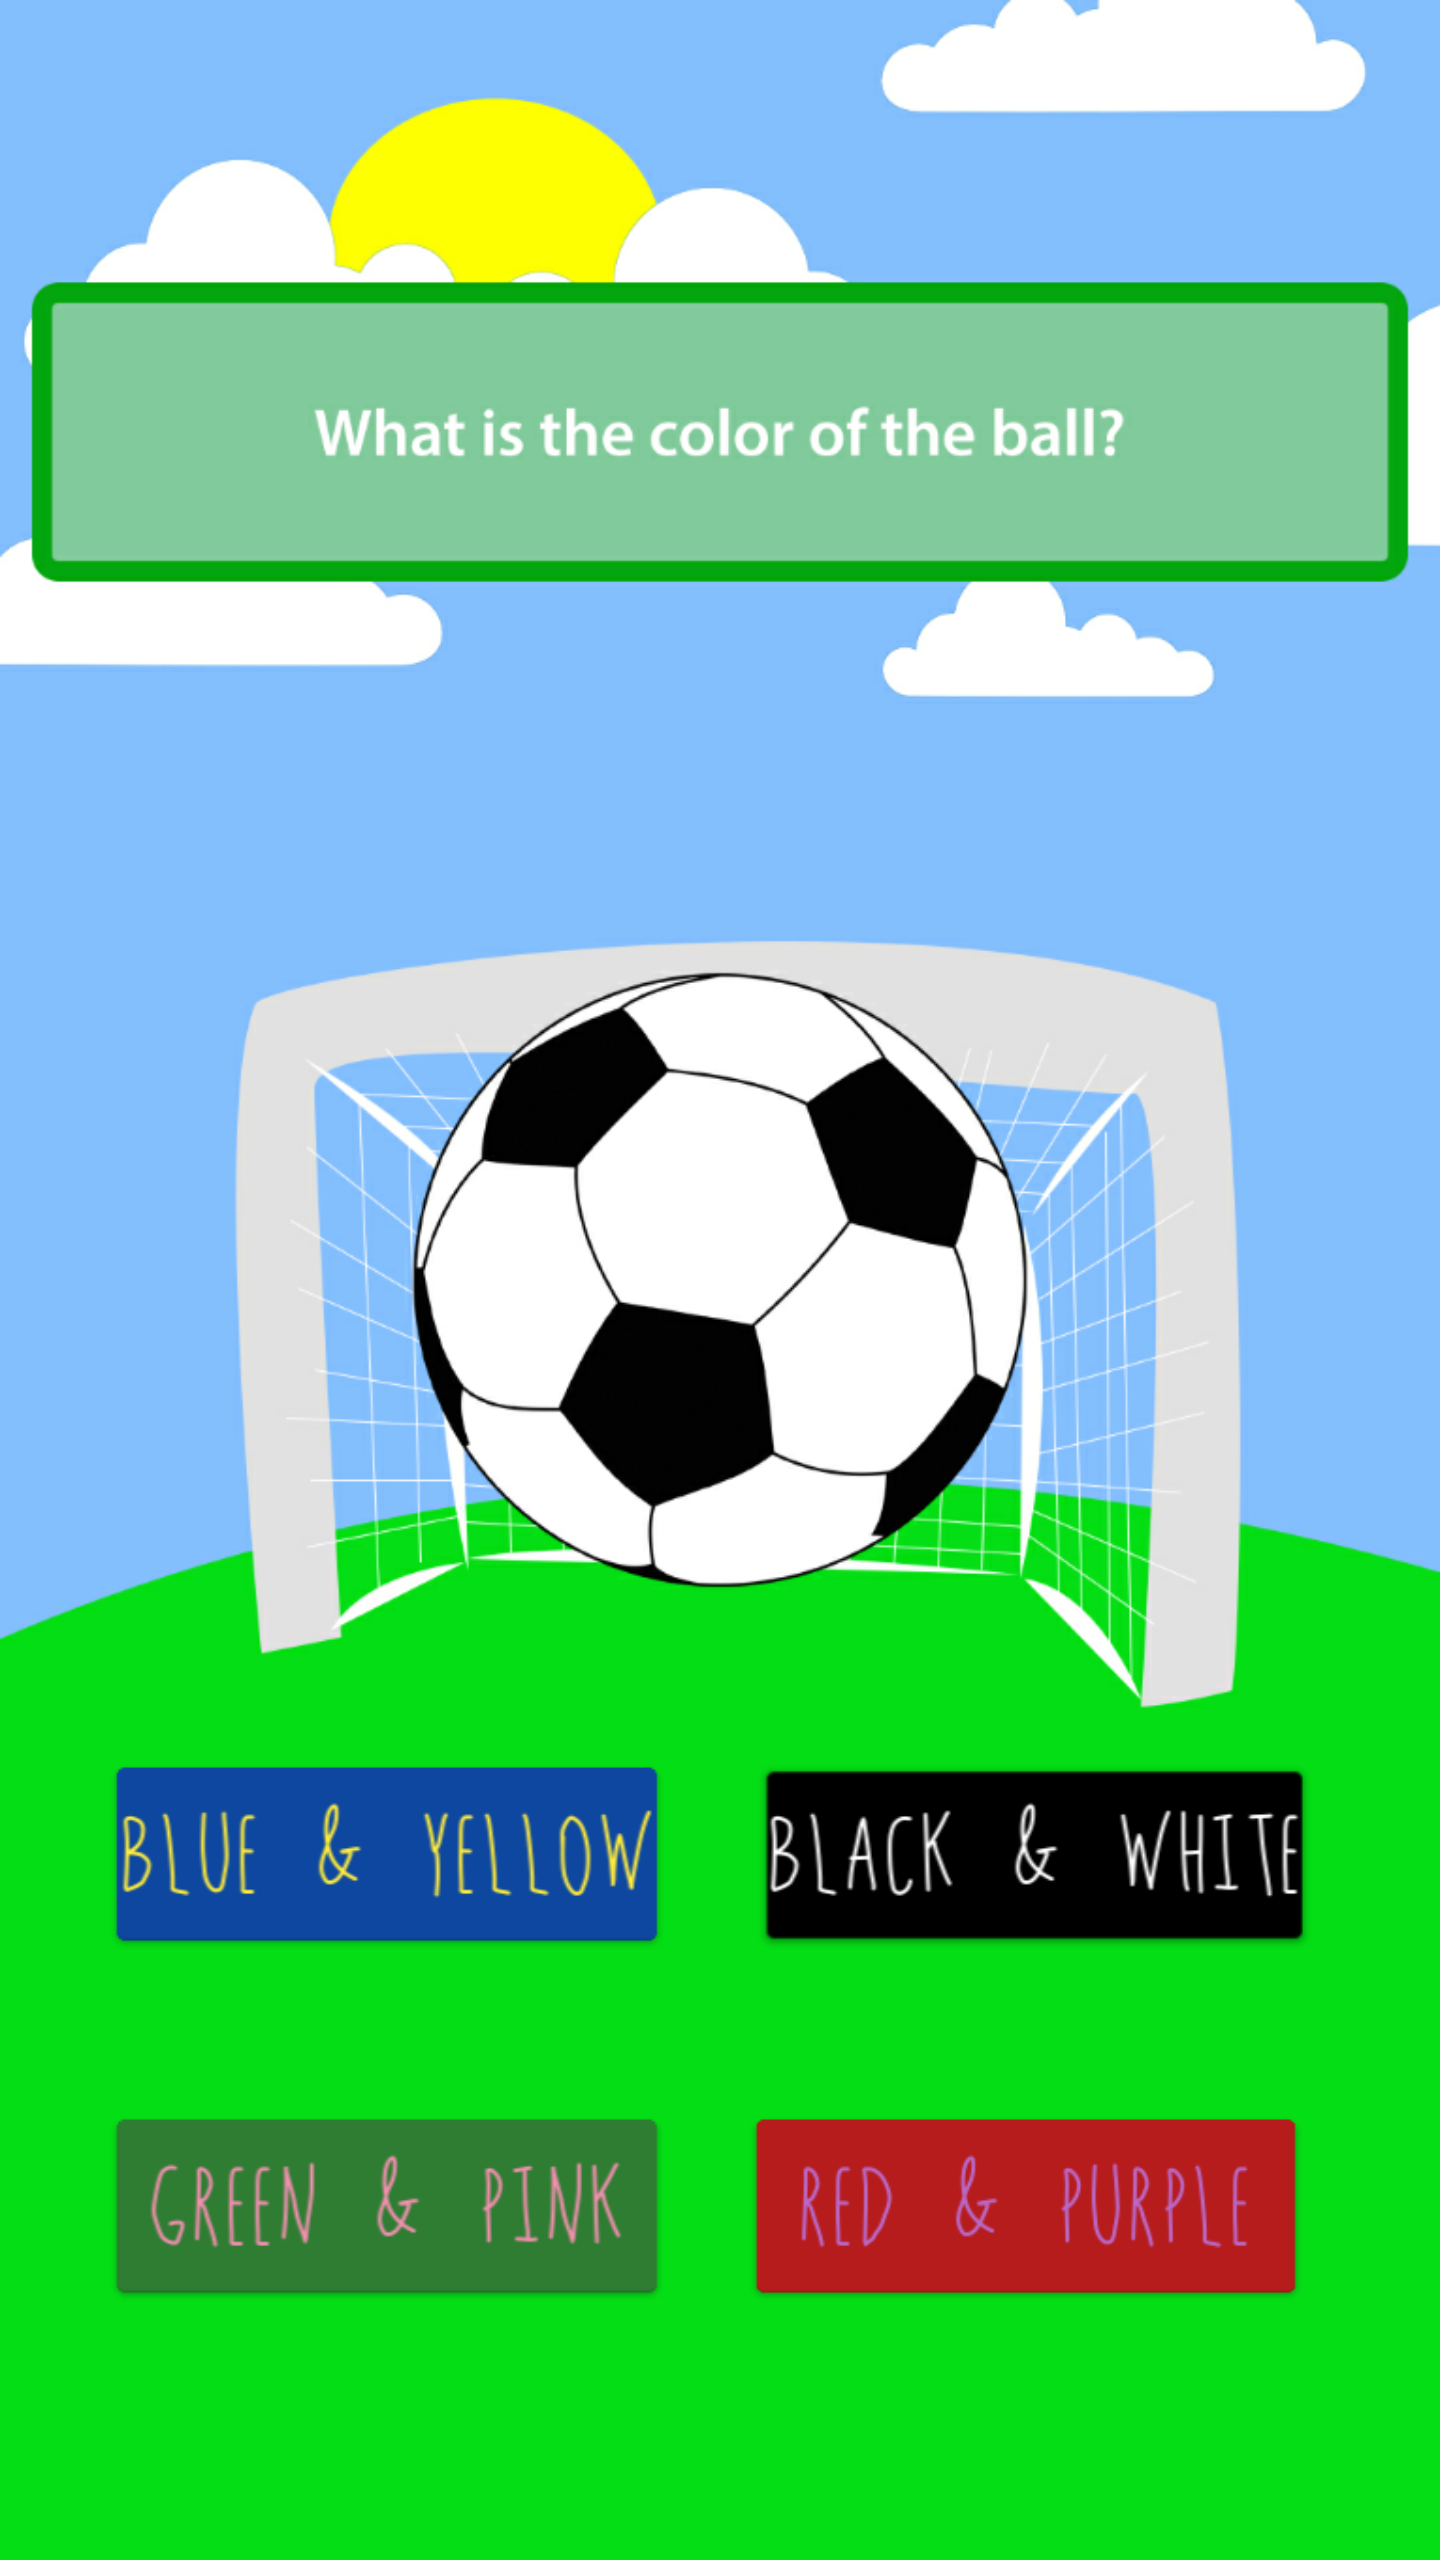 What is the color of the ball?
BLUE & YELLOW
BLACK & WHITE
GREEN & PINK
RED & PURPLE